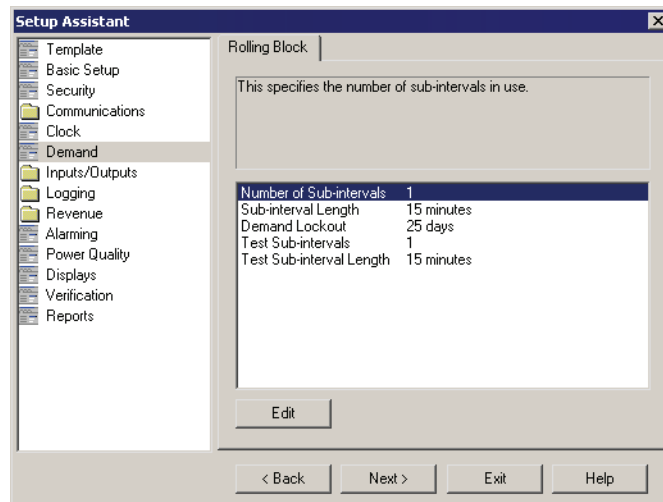 Setup Assistant
Template
Basic Setup
Security
Communications
Clock
Demand
Inputs/Outputs
Logging
Revenue
Alarming
Power Quality
Displays
Verification
Reports
Rolling Block
This specifies the number of sub-intervals in use.
Number of Sub-intervals 1
Sub-interval Length 15 minutes
Demand Lockout 25 days
Test Sub-intervals 1
Test Sub-interval Length 15 minutes
Edit
< Back Next > Exit Help